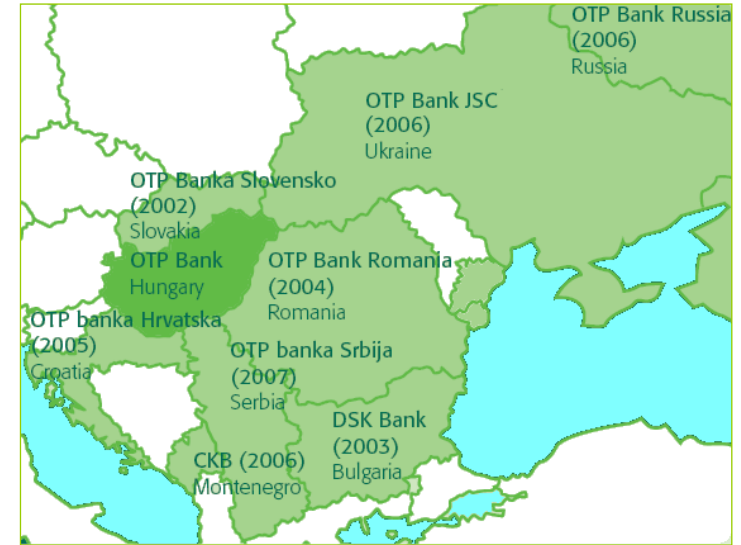 OTP Bank Russia
(2006)
Russia
OTP Bank JSC
(2006)
Ukraine
OTP Banka Slovensko
(2002)
Slovakia
OTP Bank
Hungary
OTP Bank Romania
(2004)
Romania
OTP banka Hrvatska
(2005)
Croatia
OTP banka Srbija
(2007)
Serbia
DSK Bank
(2003)
Bulgaria
CKB (2006)
Montenegro